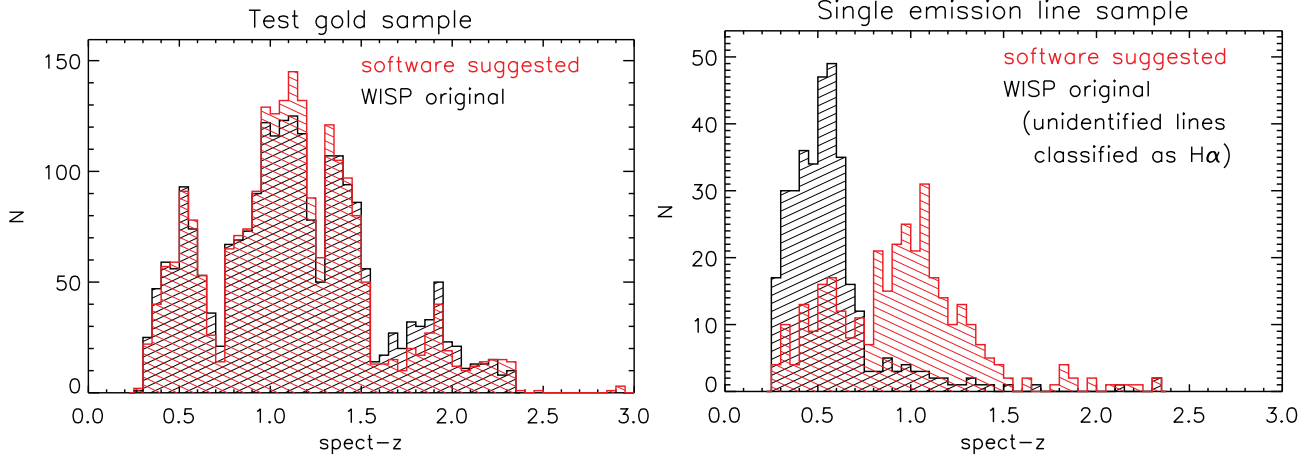 Test gold sample
software suggested
WISP original
N
150
100
50
0
0.0 0.5 1.0 1.5 2.0 2.5 3.0
spect-z
Single emission line sample
software suggested
WISP original
(unidentified lines
classified as Hα)
N
50
40
30
20
10
0
0.0 0.5 1.0 1.5 2.0 2.5 3.0
spect-z